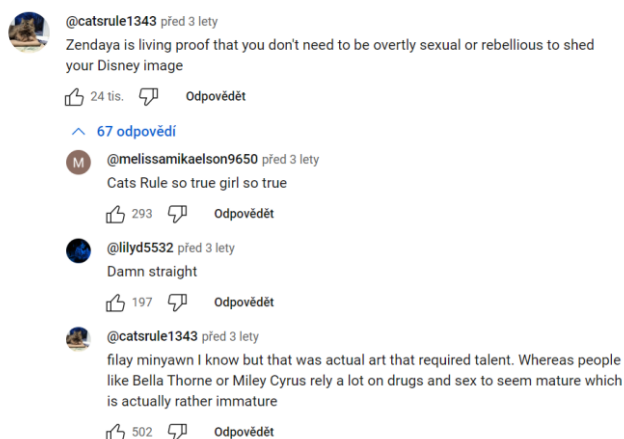 @catsrule1343 před 3 lety
Zendaya is living proof that you don't need to be overtly sexual or rebellious to shed
your Disney image
24 tis. Odpovědět
67 odpovědí
M @melissamikaelson9650 před 3 lety
Cats Rule so true girl so true
293 Odpovědět
@lilyd5532 před 3 lety
Damn straight
197 Odpovědět
@catsrule1343 před 3 lety
filay minyawn I know but that was actual art that required talent. Whereas people
like Bella Thorne or Miley Cyrus rely a lot on drugs and sex to seem mature which
is actually rather immature
502 Odpovědět